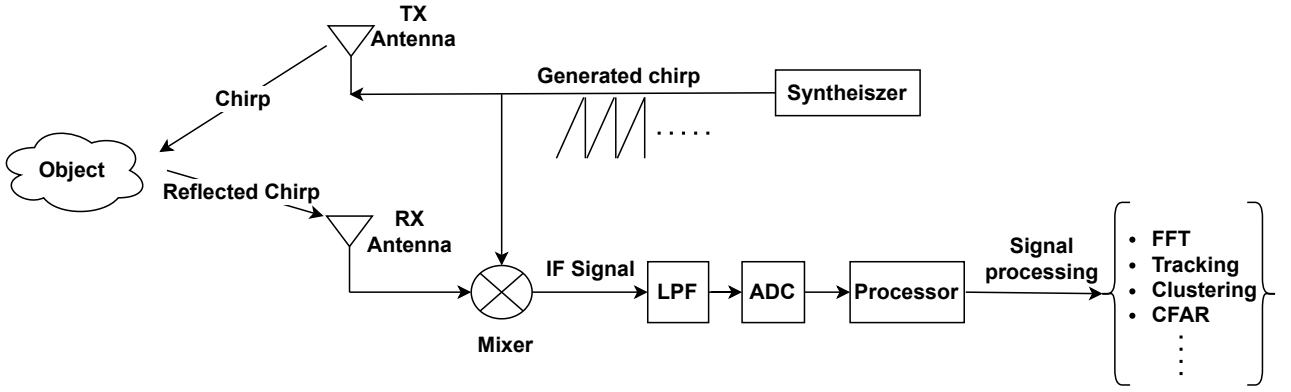 TX
Antenna
Generated chirp
Syntheiszer
Chirp
Object
Reflected Chirp
RX
Antenna
IF Signal
LPF
ADC
Processor
Mixer
Signal
processing
• FFT
• Tracking
• Clustering
• CFAR